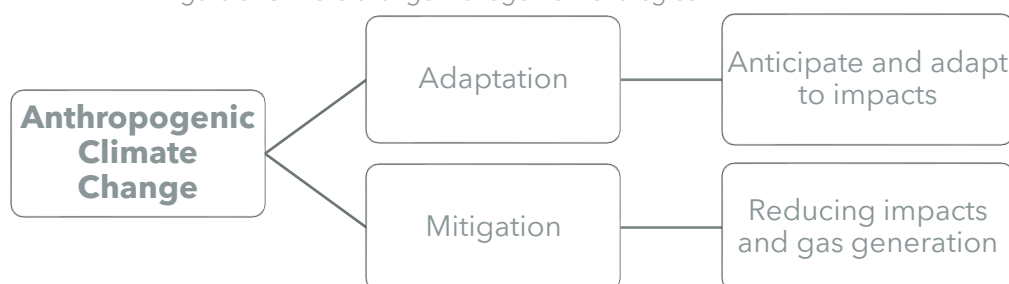 Anthropogenic
Climate
Change
Adaptation
Anticipate and adapt
to impacts
Mitigation
Reducing impacts
and gas generation